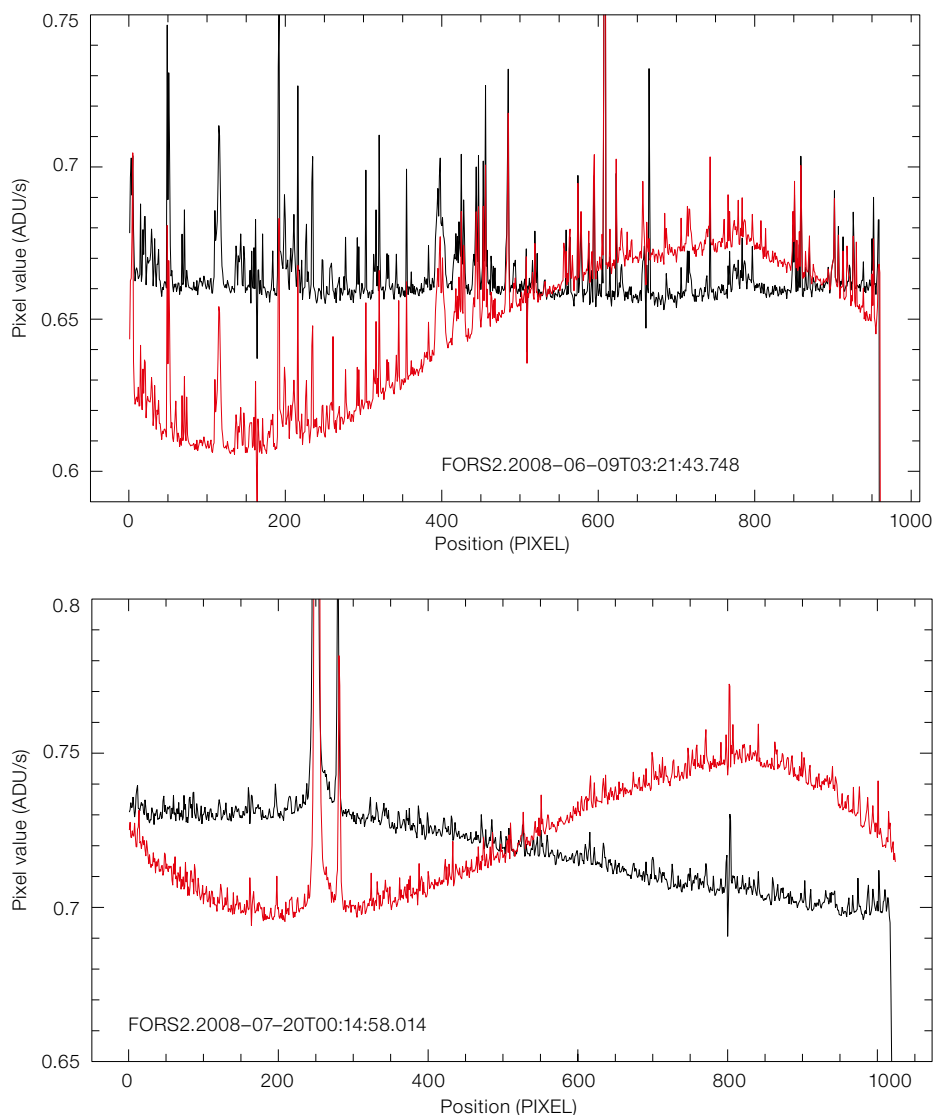 0.75
0.7
0.65
0.6
Pixel value (ADU/s)
FORS2.2008–06–09T03:21:43.748
0 200 400 600 800 1000
Position (PIXEL)
0.8
0.75
0.7
0.65
Pixel value (ADU/s)
FORS2.2008–07–20T00:14:58.014
0 200 400 600 800 1000
Position (PIXEL)